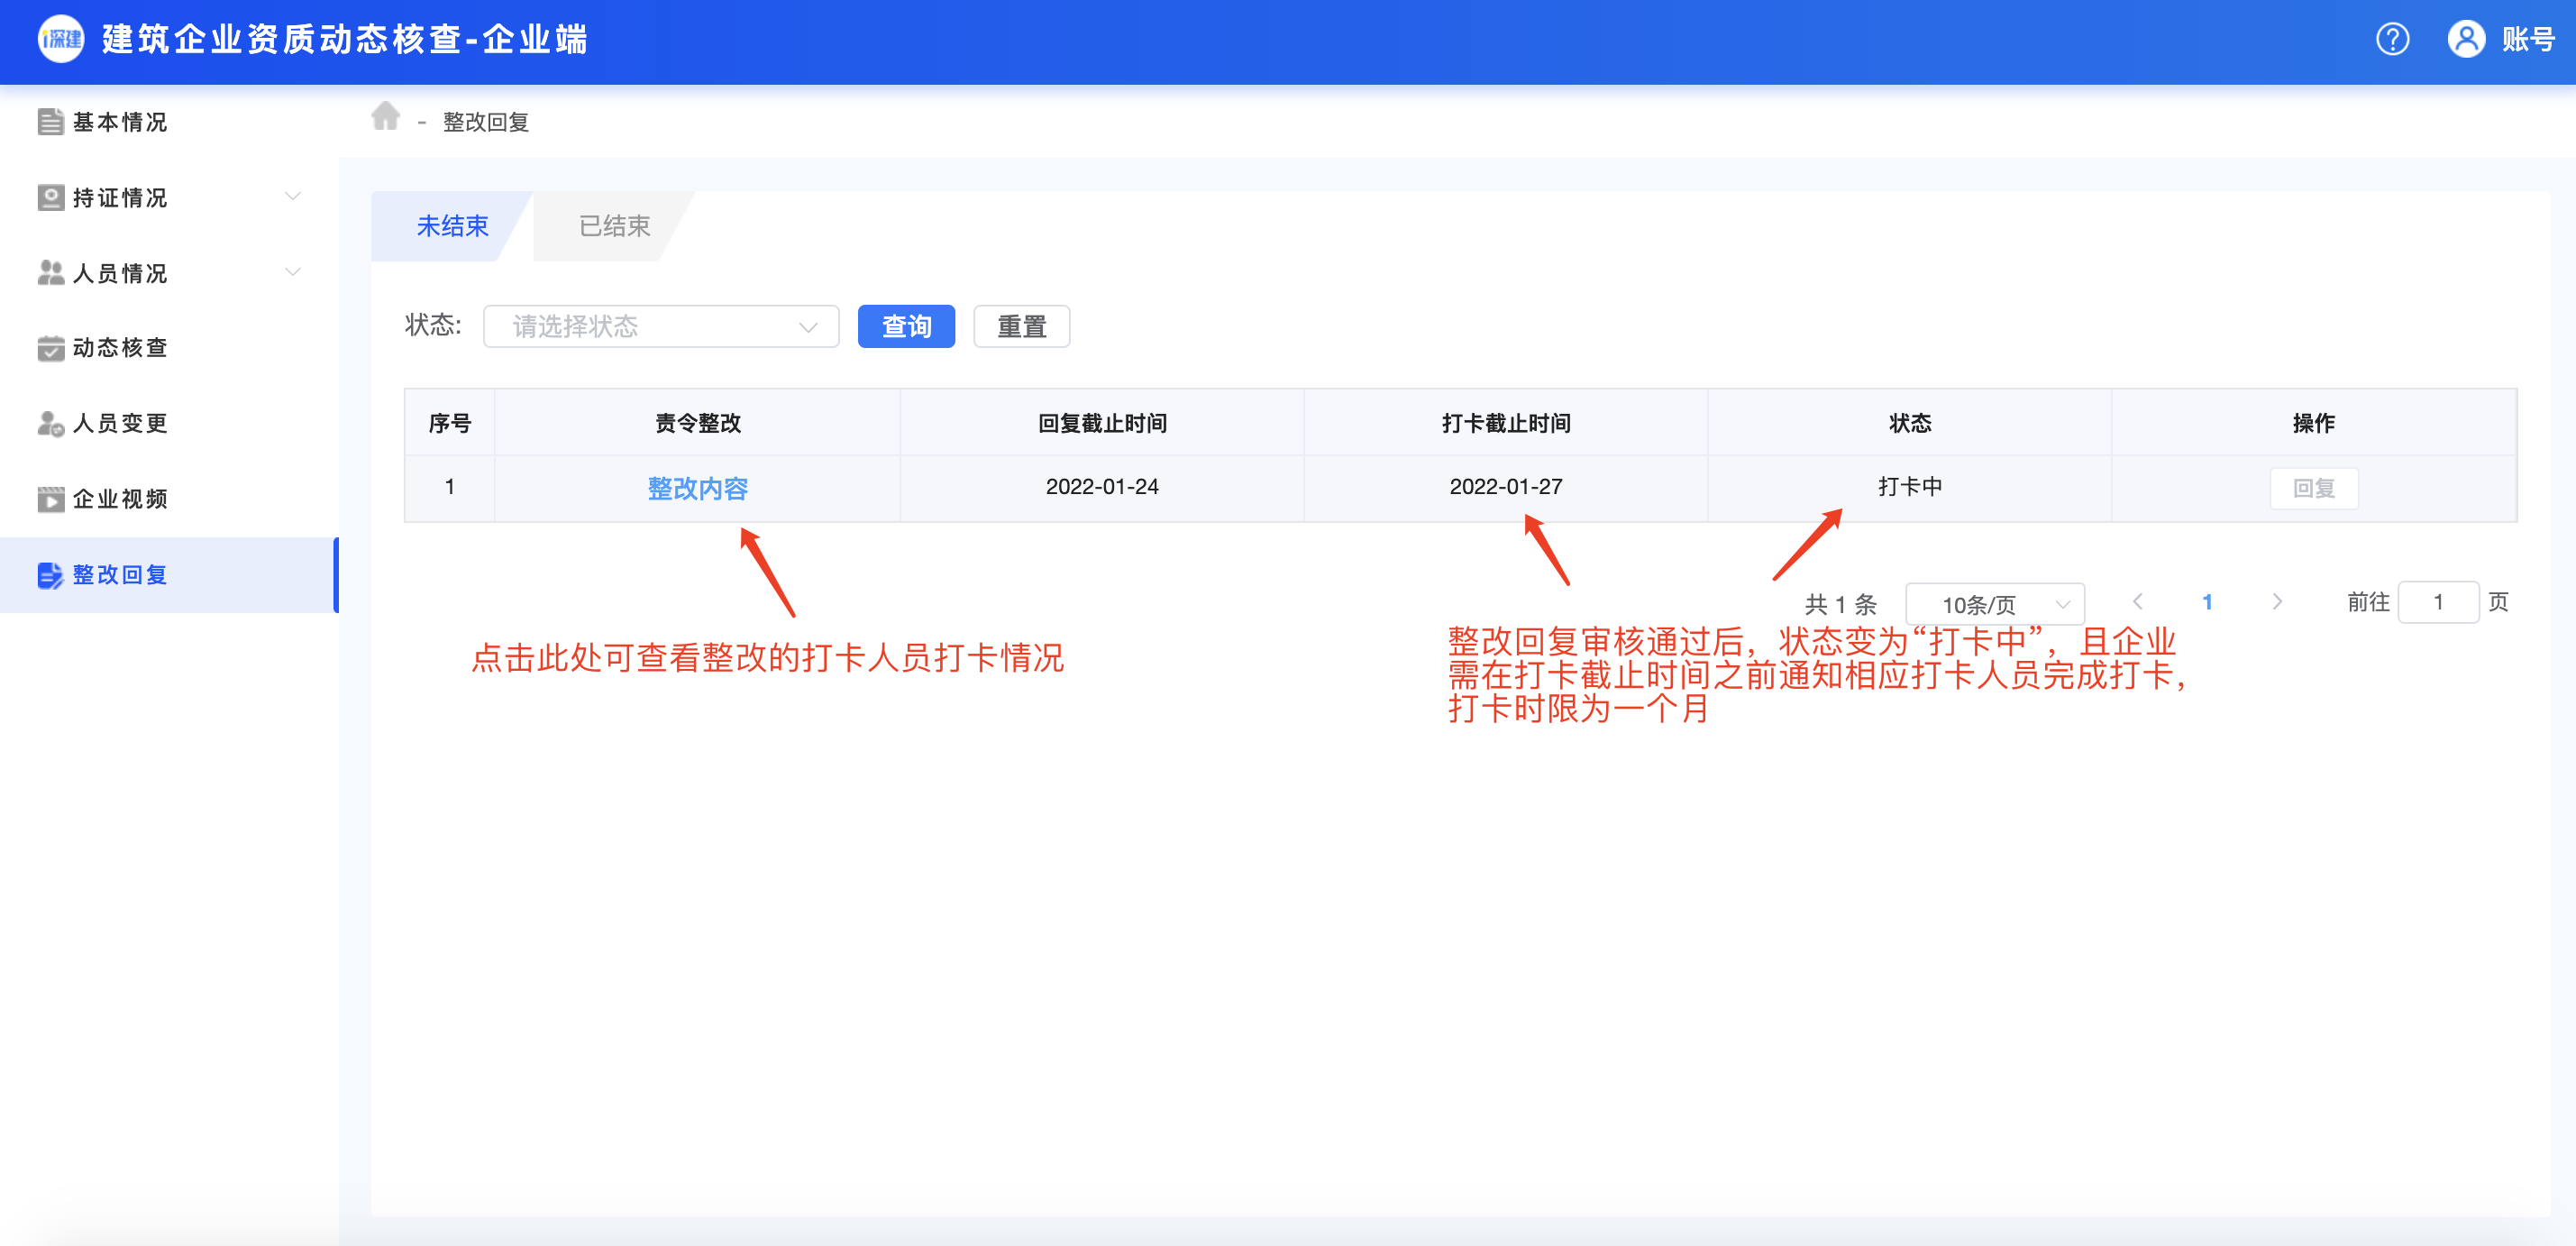 i深建
建筑企业资质动态核查-企业端
?
账号
基本情况
持证情况
人员情况
动态核查
人员变更
企业视频
整改回复
- 整改回复
未结束
已结束
状态:
请选择状态
查询
重置
序号 责令整改 回复截止时间 打卡截止时间 状态 操作
1 整改内容 2022-01-24 2022-01-27 打卡中 回复
共 1 条
10条/页
1
前往 1 页
点击此处可查看整改的打卡人员打卡情况
整改回复审核通过后，状态变为“打卡中”，且企业
需在打卡截止时间之前通知相应打卡人员完成打卡，
打卡时限为一个月